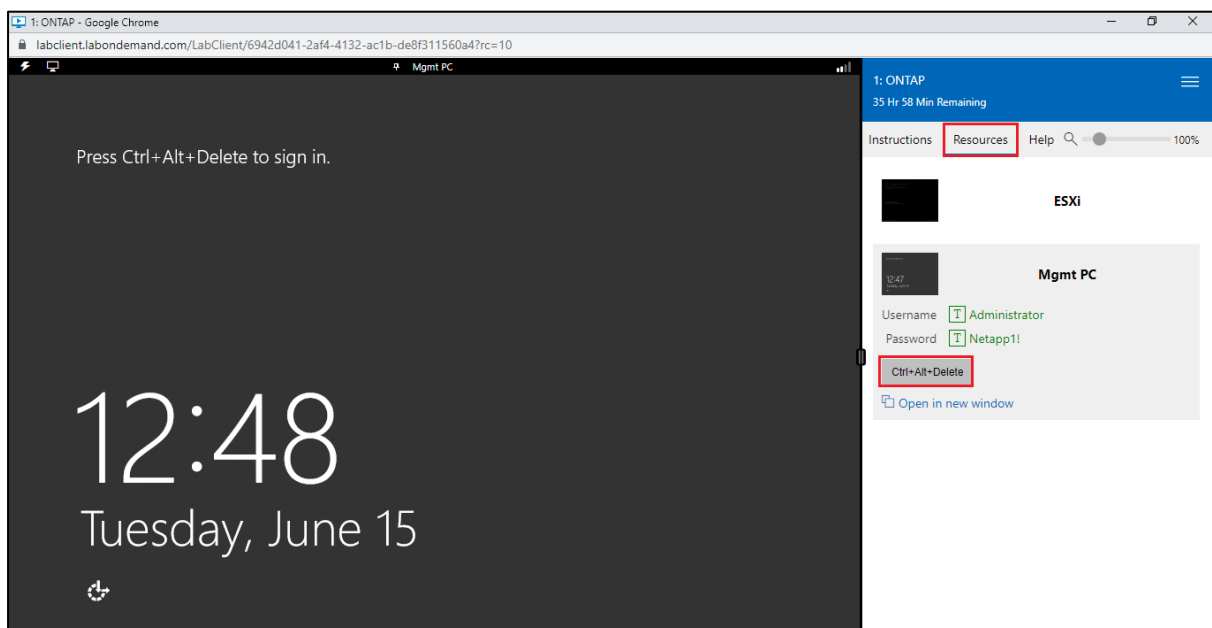 1: ONTAP - Google Chrome
labclient.labondemand.com/LabClient/6942d041-2af4-4132-ac1b-de8f311560a4?rc=10
Mgmt PC
Press Ctrl+Alt+Delete to sign in.
12:48
Tuesday, June 15
1: ONTAP
35 Hr 58 Min Remaining
Instructions Resources Help 100%
ESXi
12:47
Mgmt PC
Username T Administrator
Password T Netapp1!
Ctrl+Alt+Delete
Open in new window